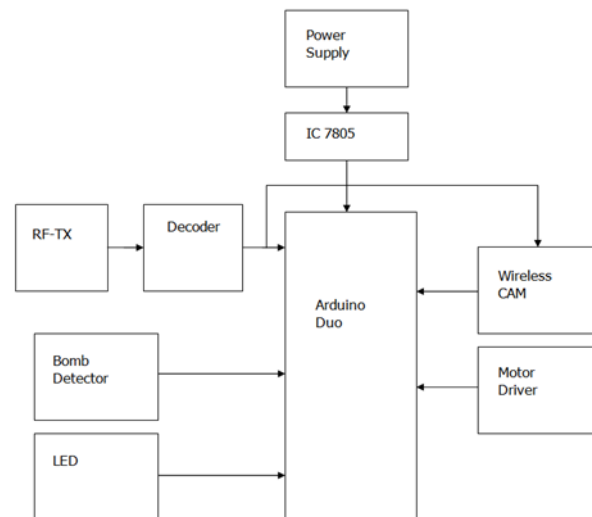 Power
Supply
IC 7805
RF-TX
Decoder
Arduino
Duo
Wireless
CAM
Bomb
Detector
Motor
Driver
LED